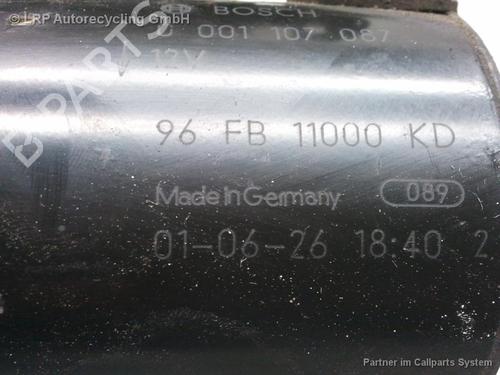 © LRP Autorecycling GmbH
BOSCH
0 001 107 087
12V
PARTS
96 FB 11000 KD
Made in Germany
089
01-06-26 18:40 2
Partner im Callparts System